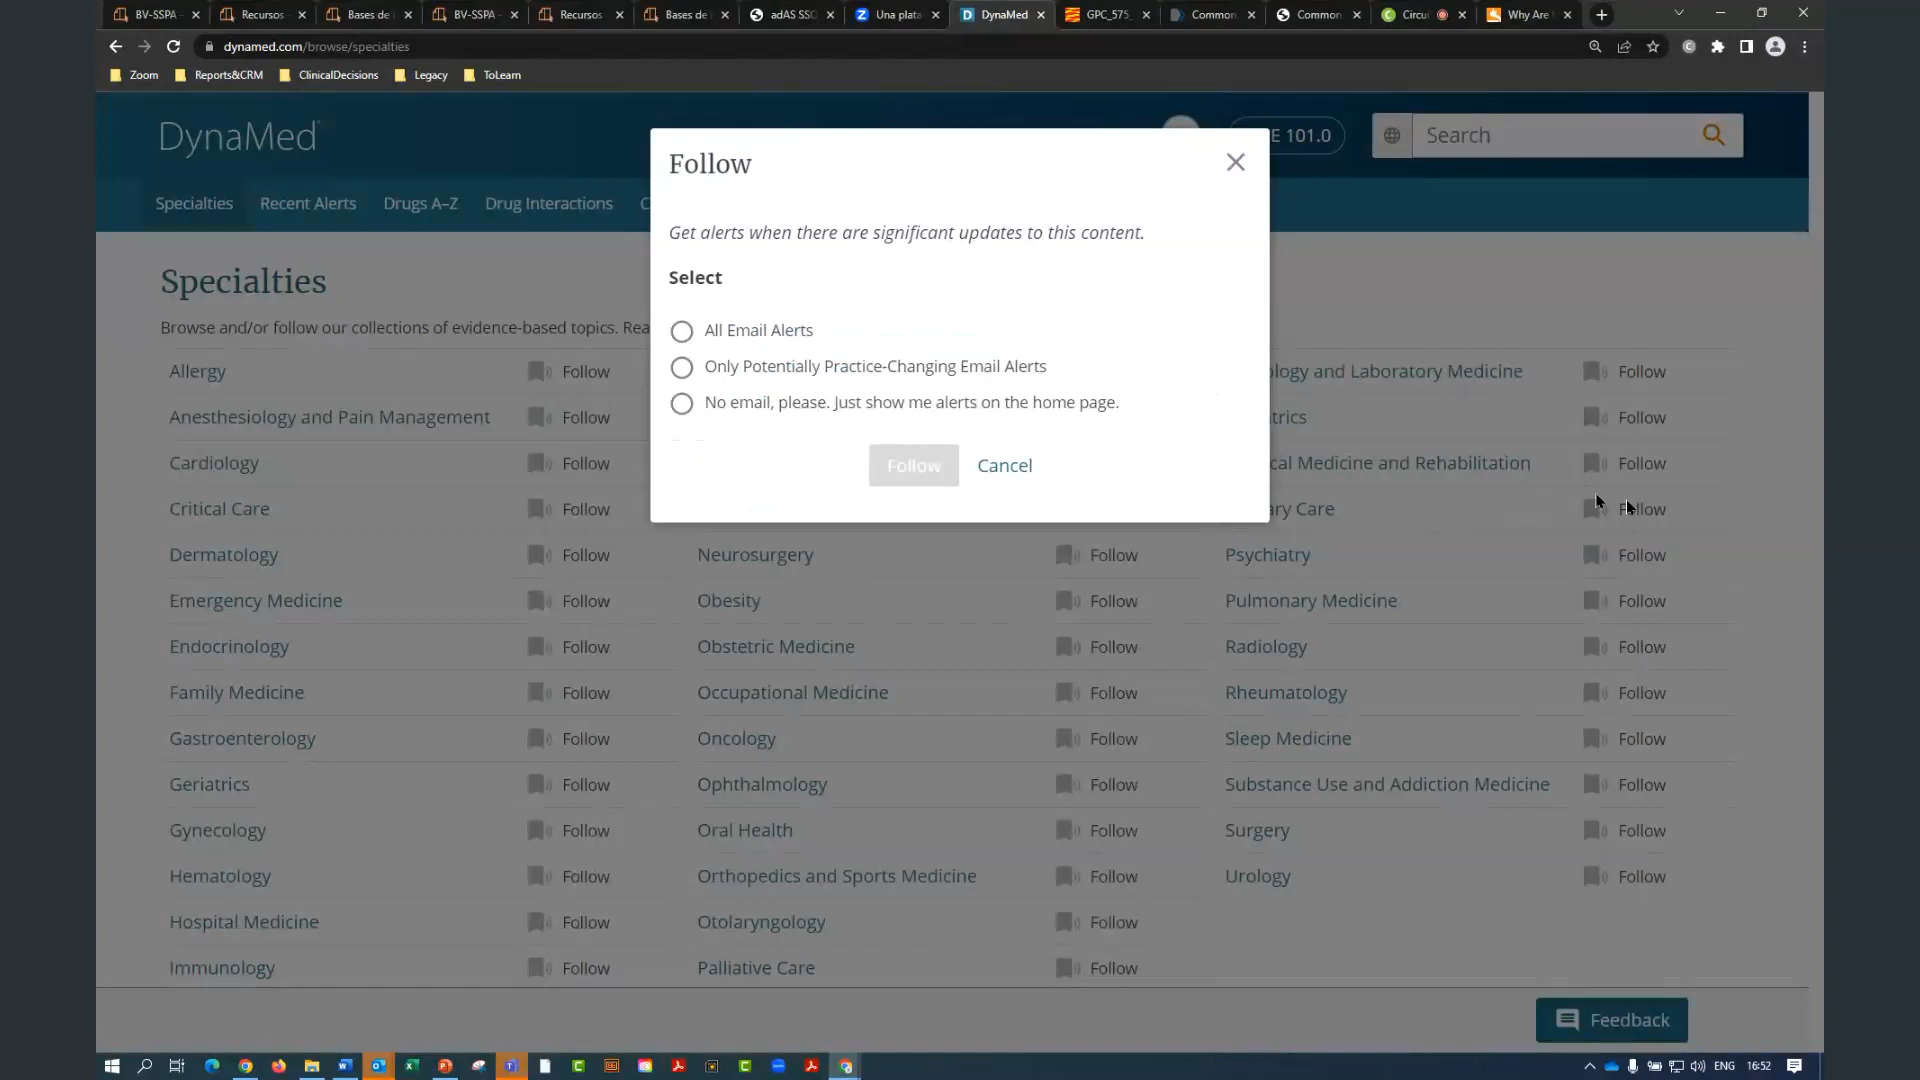 BV-SSPA - Recursos - Bases de BV-SSPA - Recursos Bases de adAS SSO Una plata DynaMed GPC_575_ Common Common Circu Why Are
dynamed.com/browse/specialties
Zoom Reports&CRM ClinicalDecisions Legacy ToLearn
DynaMed E 101.0 Search
Specialties Recent Alerts Drugs A–Z Drug Interactions C
Follow
Get alerts when there are significant updates to this content.
Select
All Email Alerts
Only Potentially Practice-Changing Email Alerts
No email, please. Just show me alerts on the home page.
Follow Cancel
Specialties
Browse and/or follow our collections of evidence-based topics. Rea
Allergy Follow logy and Laboratory Medicine Follow
Anesthesiology and Pain Management Follow trics Follow
Cardiology Follow cal Medicine and Rehabilitation Follow
Critical Care Follow ary Care Follow
Dermatology Follow Neurosurgery Follow Psychiatry Follow
Emergency Medicine Follow Obesity Follow Pulmonary Medicine Follow
Endocrinology Follow Obstetric Medicine Follow Radiology Follow
Family Medicine Follow Occupational Medicine Follow Rheumatology Follow
Gastroenterology Follow Oncology Follow Sleep Medicine Follow
Geriatrics Follow Ophthalmology Follow Substance Use and Addiction Medicine Follow
Gynecology Follow Oral Health Follow Surgery Follow
Hematology Follow Orthopedics and Sports Medicine Follow Urology Follow
Hospital Medicine Follow Otolaryngology Follow
Immunology Follow Palliative Care Follow
Feedback
ENG 16:52